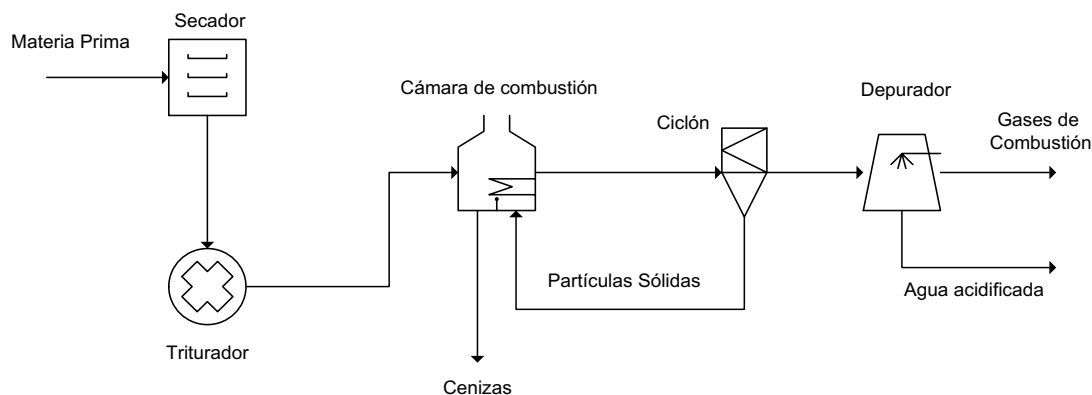 Secador
Materia Prima
Cámara de combustión
Ciclón
Depurador
Gases de
Combustión
Partículas Sólidas
Agua acidificada
Triturador
Cenizas